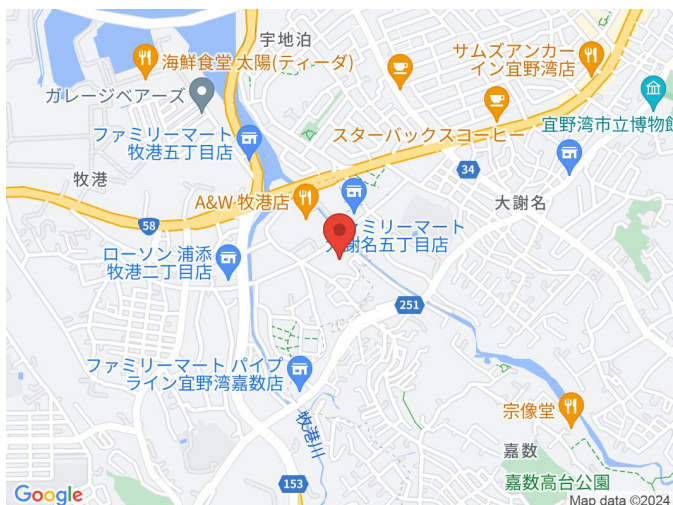 宇地泊
サムズアンカー
イン宜野湾店
海鮮食堂 太陽(ティーダ)
ガレージベアーズ
スターバックスコーヒー
宜野湾市立博物館
ファミリーマート
牧港五丁目店
34
牧港
A&W 牧港店
大謝名
58
ファミリーマート
大謝名五丁目店
ローソン 浦添
牧港二丁目店
251
ファミリーマート パイプ
ライン宜野湾嘉数店
宗像堂
牧港川
嘉数
153
嘉数高台公園
Google
Map data ©2024